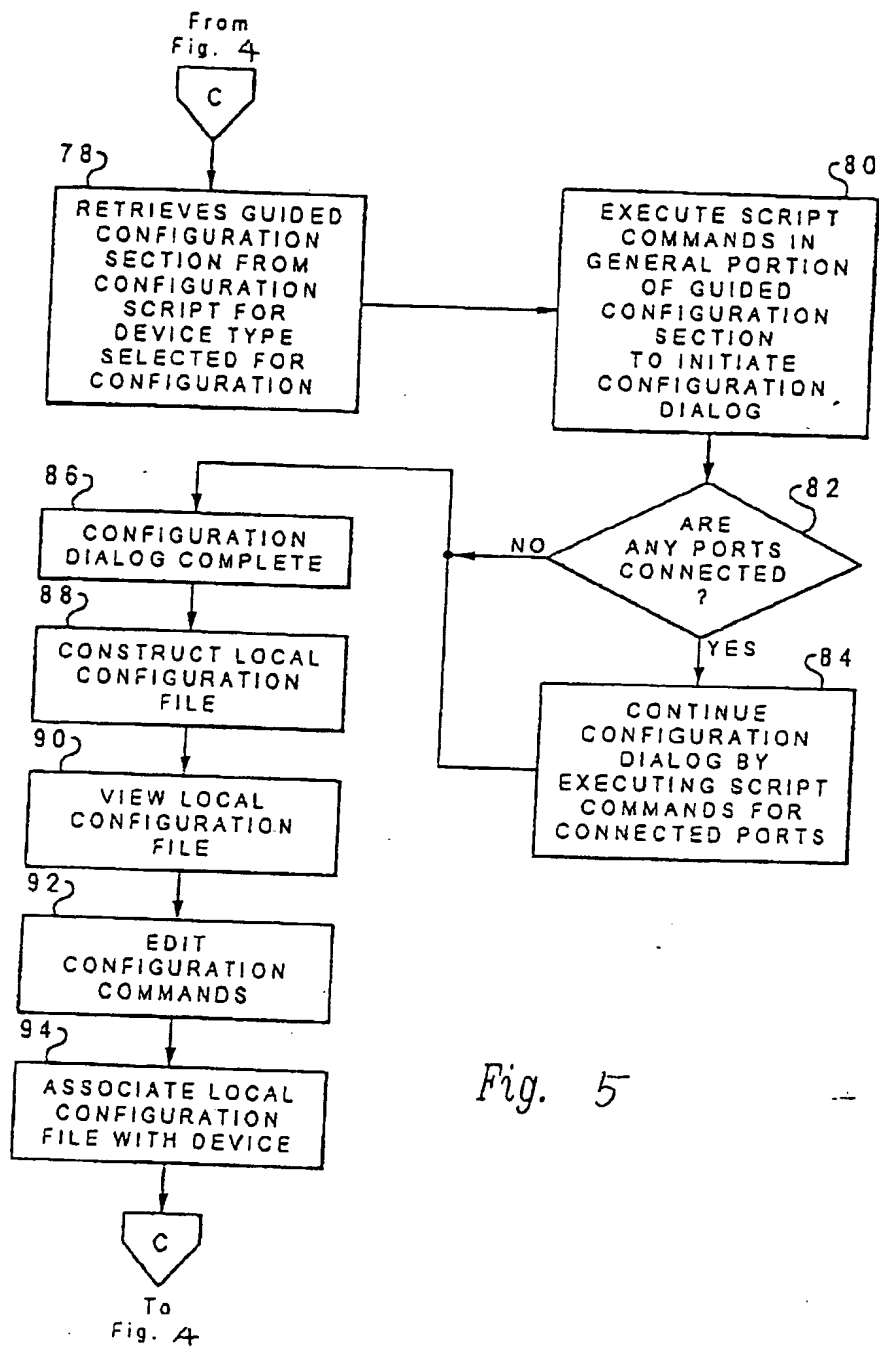 From
Fig. 4
C
78
RETRIEVES GUIDED
CONFIGURATION
SECTION FROM
CONFIGURATION
SCRIPT FOR
DEVICE TYPE
SELECTED FOR
CONFIGURATION
80
EXECUTE SCRIPT
COMMANDS IN
GENERAL PORTION
OF GUIDED
CONFIGURATION
SECTION
TO INITIATE
CONFIGURATION
DIALOG
82
ARE
ANY PORTS
CONNECTED
?
NO
YES
84
CONTINUE
CONFIGURATION
DIALOG BY
EXECUTING SCRIPT
COMMANDS FOR
CONNECTED PORTS
86
CONFIGURATION
DIALOG COMPLETE
88
CONSTRUCT LOCAL
CONFIGURATION
FILE
90
VIEW LOCAL
CONFIGURATION
FILE
92
EDIT
CONFIGURATION
COMMANDS
94
ASSOCIATE LOCAL
CONFIGURATION
FILE WITH DEVICE
C
To
Fig. 4
Fig. 5